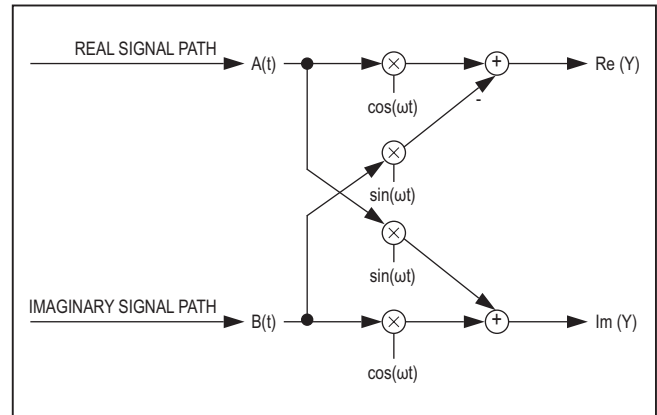 REAL SIGNAL PATH A(t) × + Re (Y)
cos(ωt)
-
×
sin(ωt)
×
sin(ωt)
IMAGINARY SIGNAL PATH B(t) × + Im (Y)
cos(ωt)